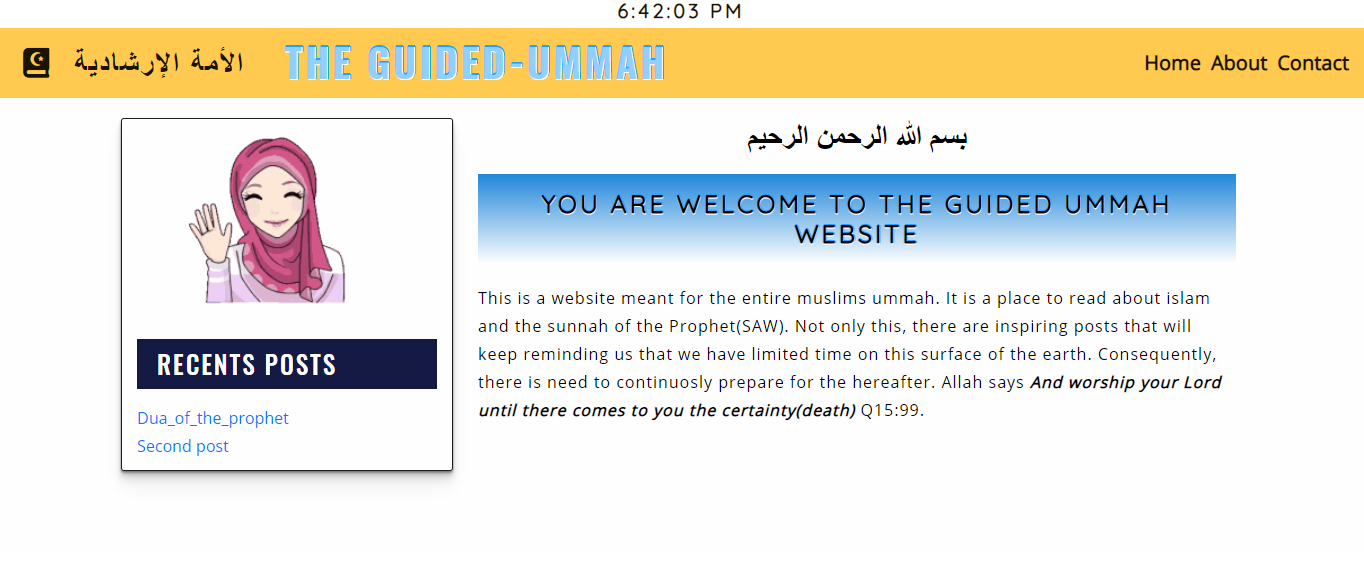 6:42:03 PM
الأمة الإرشادية THE GUIDED-UMMAH Home About Contact
RECENTS POSTS
Dua_of_the_prophet
Second post
بسم الله الرحمن الرحيم
YOU ARE WELCOME TO THE GUIDED UMMAH
WEBSITE
This is a website meant for the entire muslims ummah. It is a place to read about islam
and the sunnah of the Prophet(SAW). Not only this, there are inspiring posts that will
keep reminding us that we have limited time on this surface of the earth. Consequently,
there is need to continuosly prepare for the hereafter. Allah says And worship your Lord
until there comes to you the certainty(death) Q15:99.